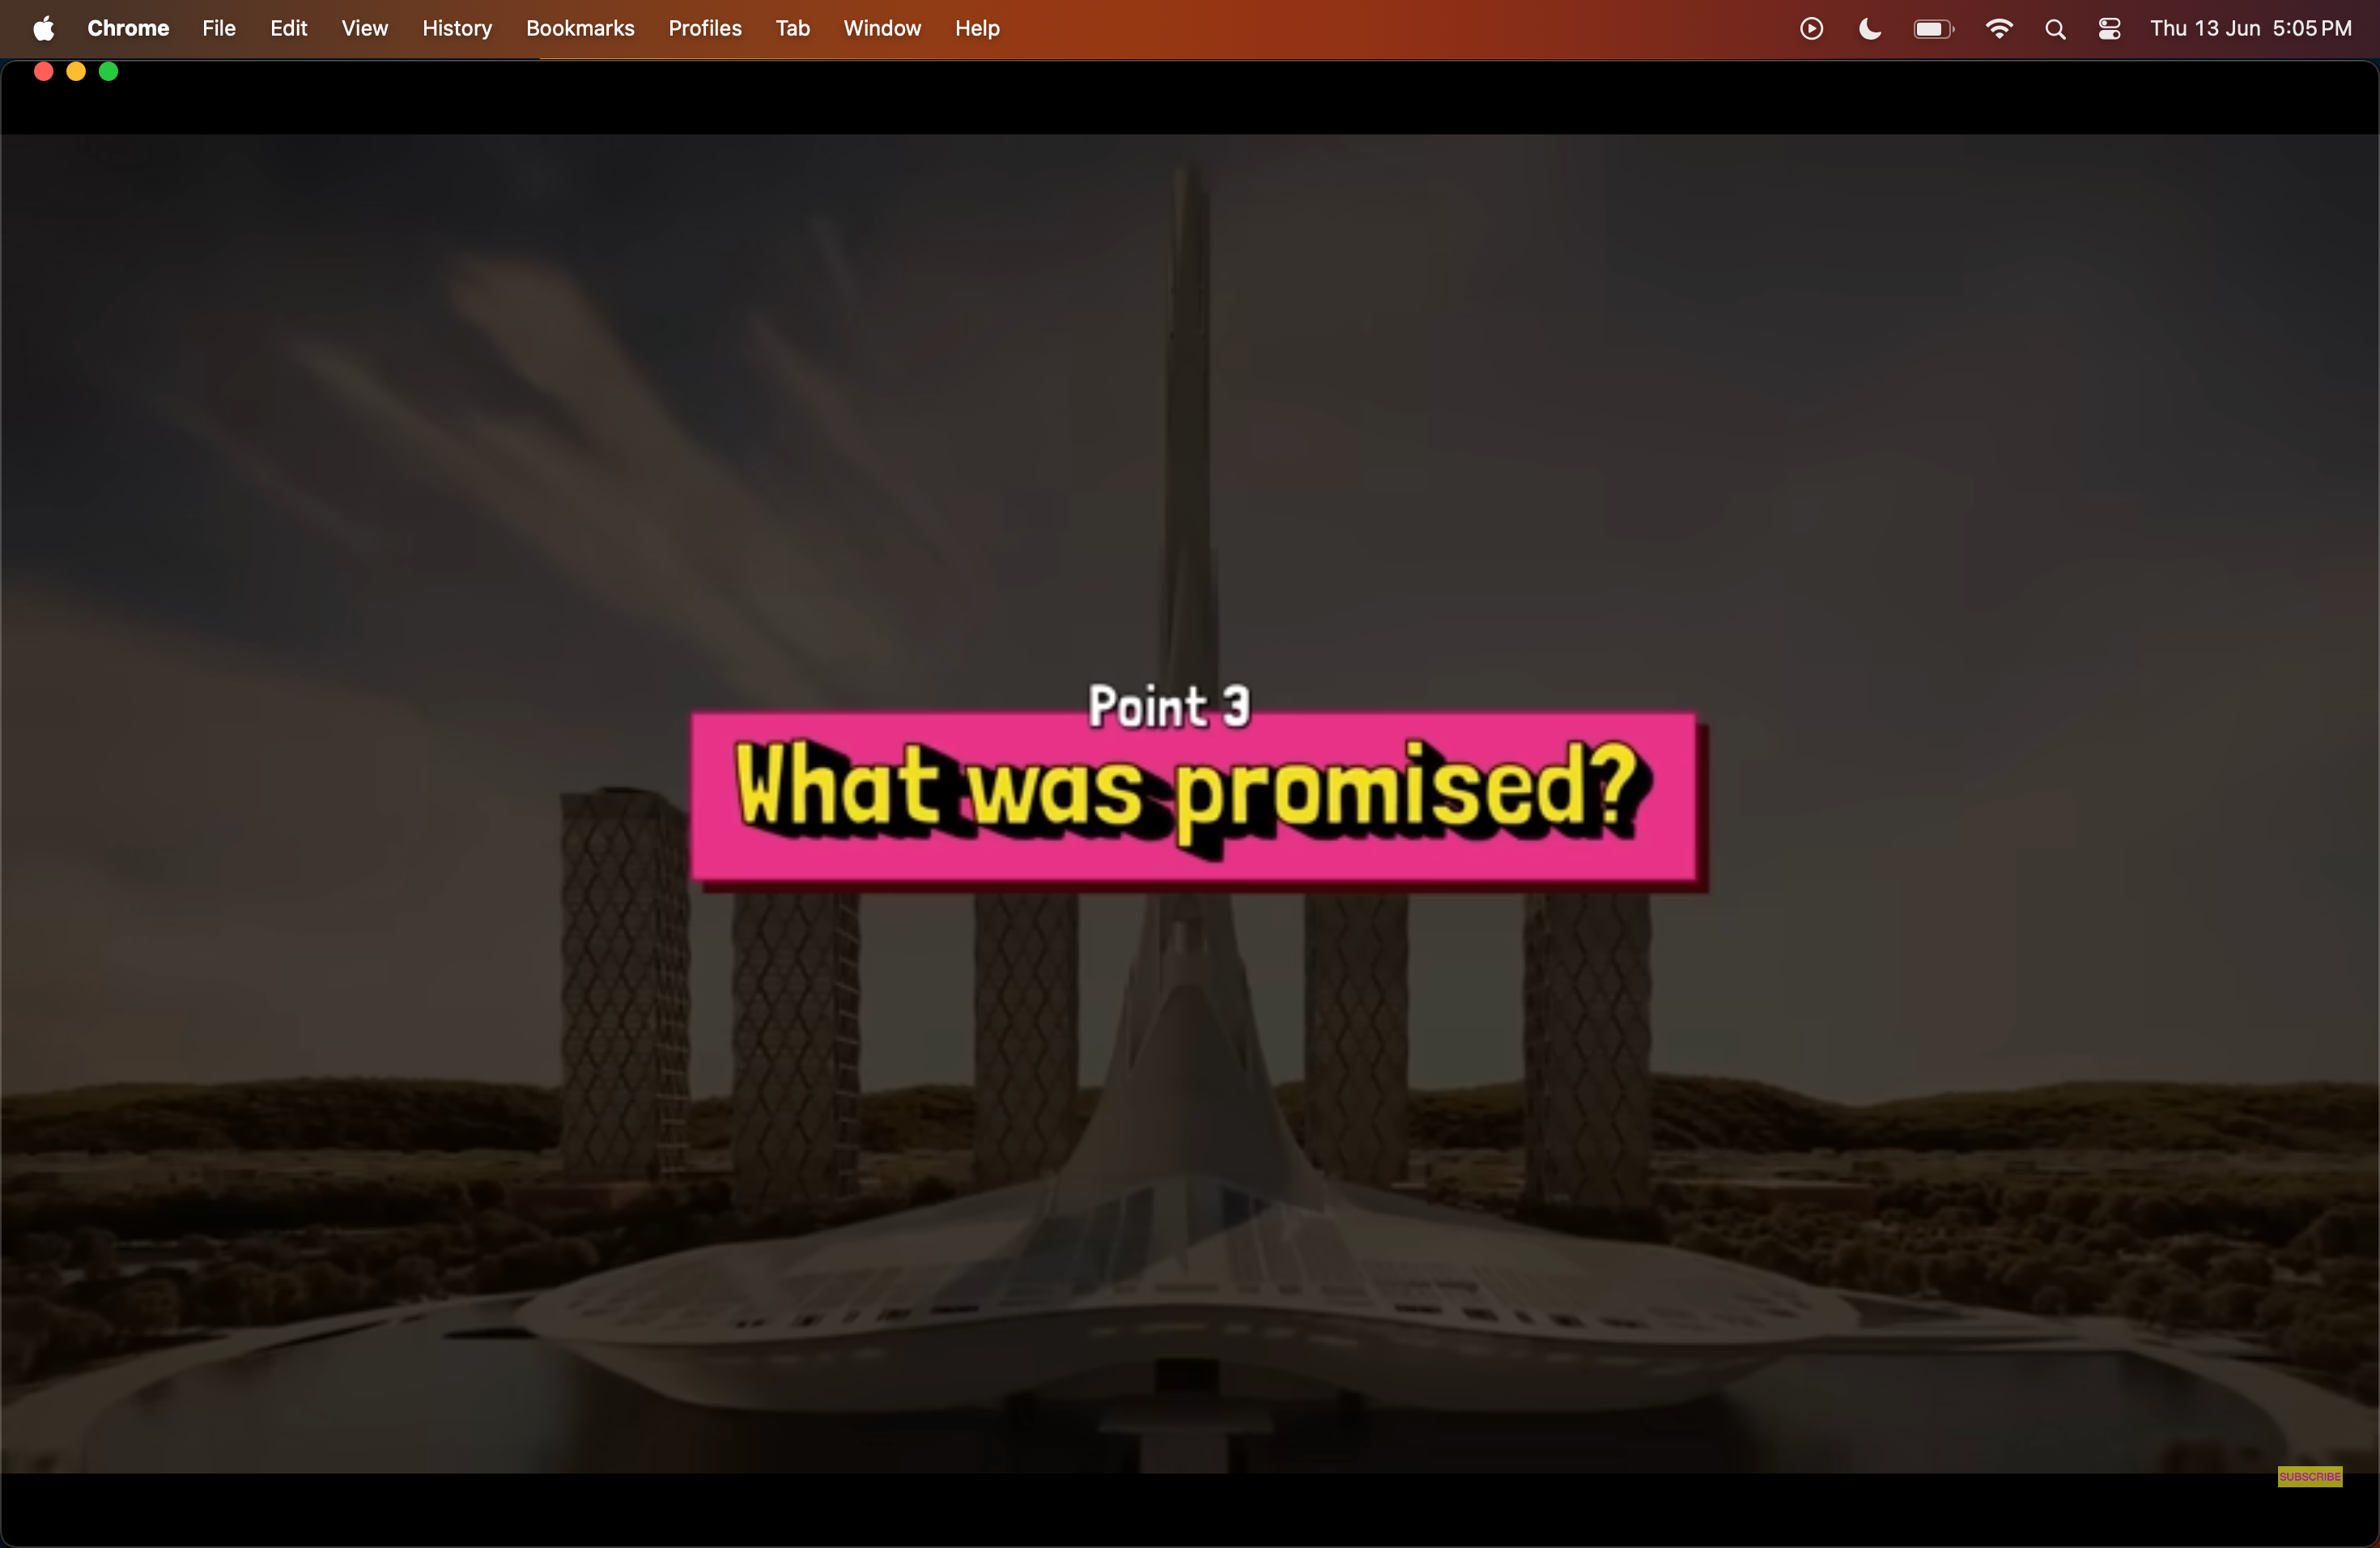 Chrome File Edit View History Bookmarks Profiles Tab Window Help Thu 13 Jun 5:05 PM
Point 3
What was promised?
SUBSCRIBE